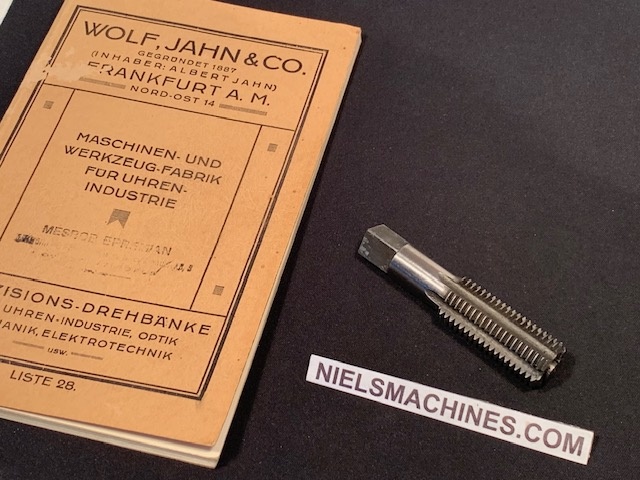 WOLF, JAHN & CO.
GEGRÜNDET 1887
(INHABER: ALBERT JAHN)
FRANKFURT A. M.
NORD-OST 14
MASCHINEN- UND
WERKZEUG-FABRIK
FÜR UHREN-
INDUSTRIE
MESROB
ZISIONS-DREHBÄNKE
UHREN-INDUSTRIE, OPTIK
ANIK, ELEKTROTECHNIK
USW.
LISTE 28.
NIELSMACHINES.COM